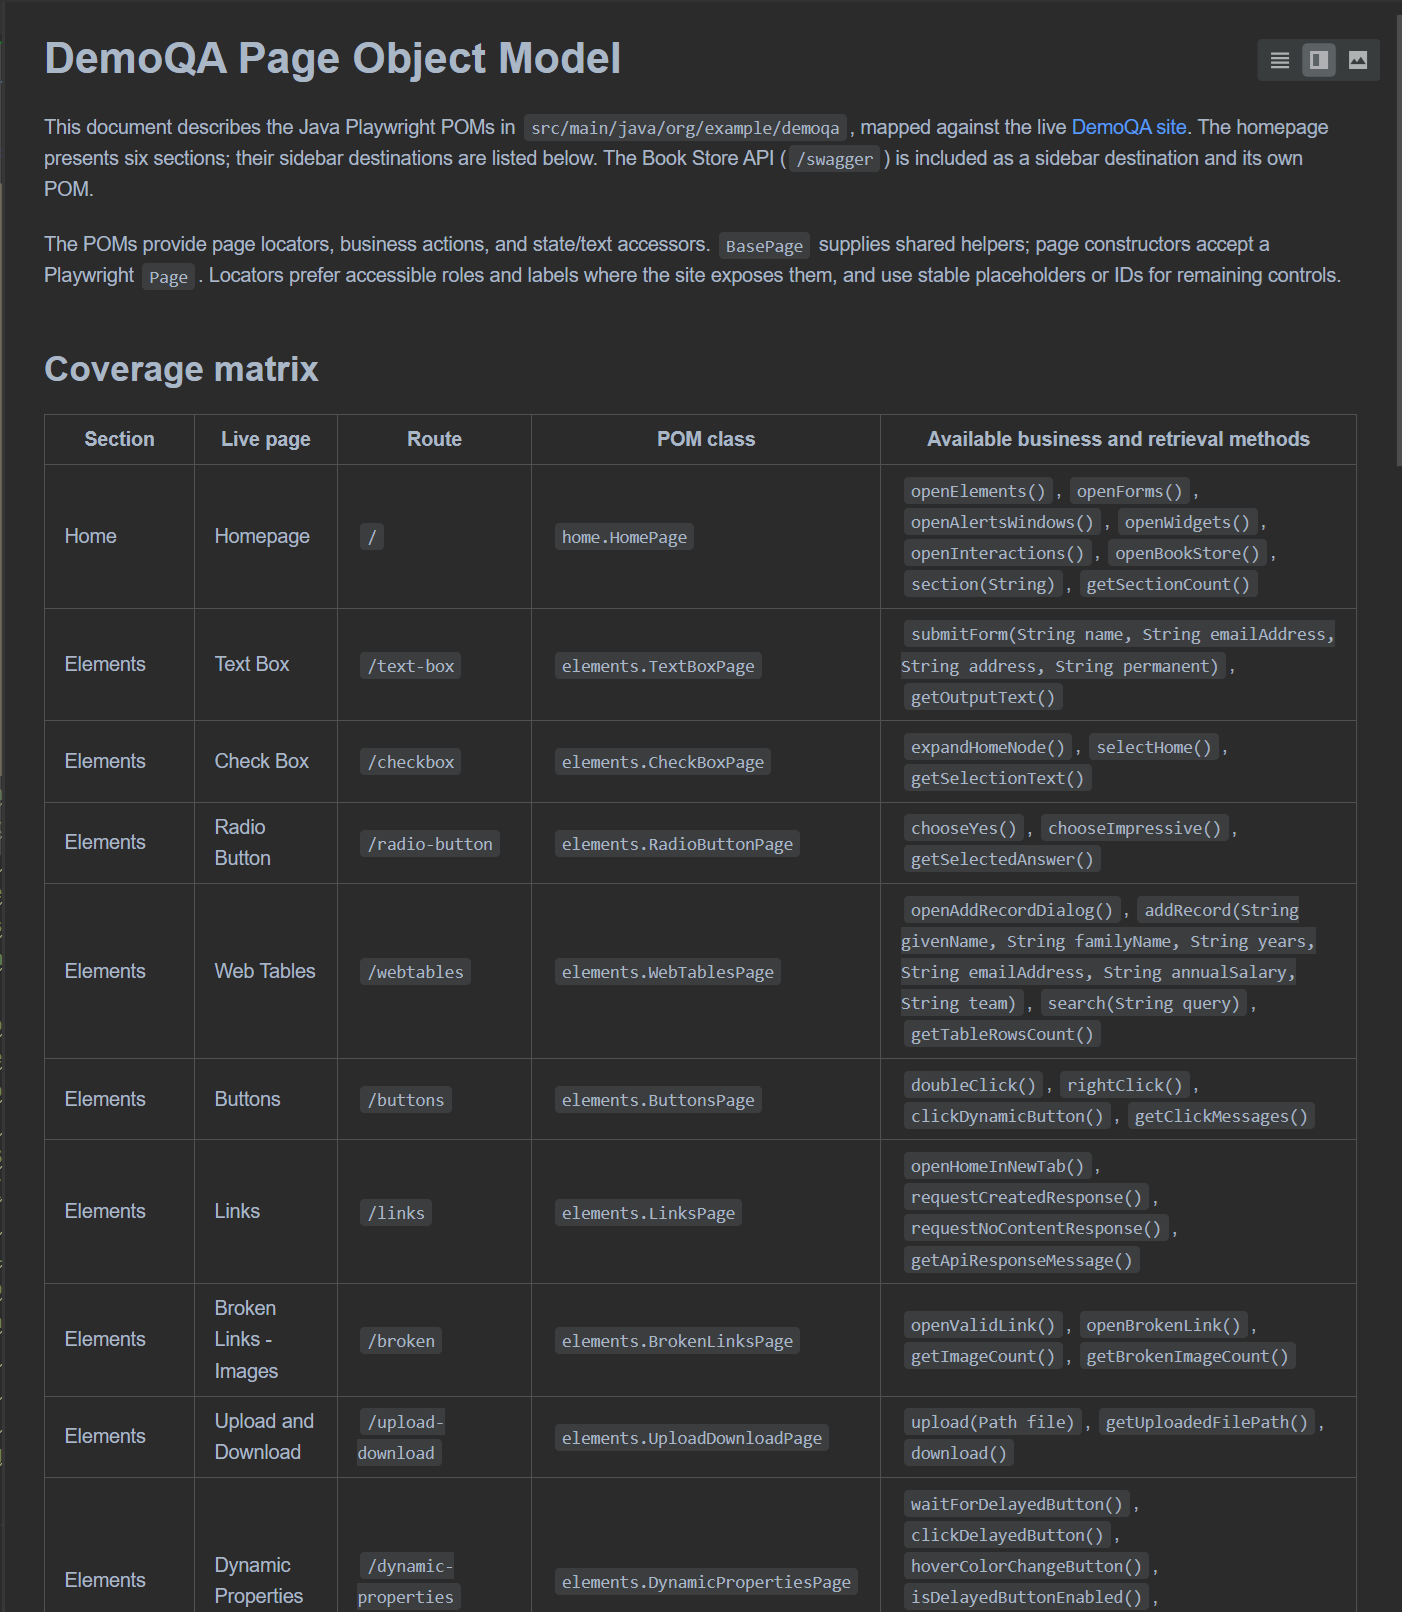 DemoQA Page Object Model
This document describes the Java Playwright POMs in src/main/java/org/example/demoqa, mapped against the live DemoQA site. The homepage
presents six sections; their sidebar destinations are listed below. The Book Store API (/swagger) is included as a sidebar destination and its own
POM.
The POMs provide page locators, business actions, and state/text accessors. BasePage supplies shared helpers; page constructors accept a
Playwright Page. Locators prefer accessible roles and labels where the site exposes them, and use stable placeholders or IDs for remaining controls.
Coverage matrix
Section Live page Route POM class Available business and retrieval methods
Home Homepage / home.HomePage
openElements(), openForms(),
openAlertsWindows(), openWidgets(),
openInteractions(), openBookStore(),
section(String), getSectionCount()
Elements Text Box /text-box elements.TextBoxPage
submitForm(String name, String emailAddress,
String address, String permanent),
getOutputText()
Elements Check Box /checkbox elements.CheckBoxPage
expandHomeNode(), selectHome(),
getSelectionText()
Elements
Radio
Button
/radio-button elements.RadioButtonPage
chooseYes(), chooseImpressive(),
getSelectedAnswer()
Elements Web Tables /webtables elements.WebTablesPage
openAddRecordDialog(), addRecord(String
givenName, String familyName, String years,
String emailAddress, String annualSalary,
String team), search(String query),
getTableRowsCount()
Elements Buttons /buttons elements.ButtonsPage
doubleClick(), rightClick(),
clickDynamicButton(), getClickMessages()
Elements Links /links elements.LinksPage
openHomeInNewTab(),
requestCreatedResponse(),
requestNoContentResponse(),
getApiResponseMessage()
Elements
Broken
Links -
Images
/broken elements.BrokenLinksPage
openValidLink(), openBrokenLink(),
getImageCount(), getBrokenImageCount()
Elements
Upload and
Download
/upload-
download
elements.UploadDownloadPage
upload(Path file), getUploadedFilePath(),
download()
Elements
Dynamic
Properties
/dynamic-
properties
elements.DynamicPropertiesPage
waitForDelayedButton(),
clickDelayedButton(),
hoverColorChangeButton(),
isDelayedButtonEnabled(),